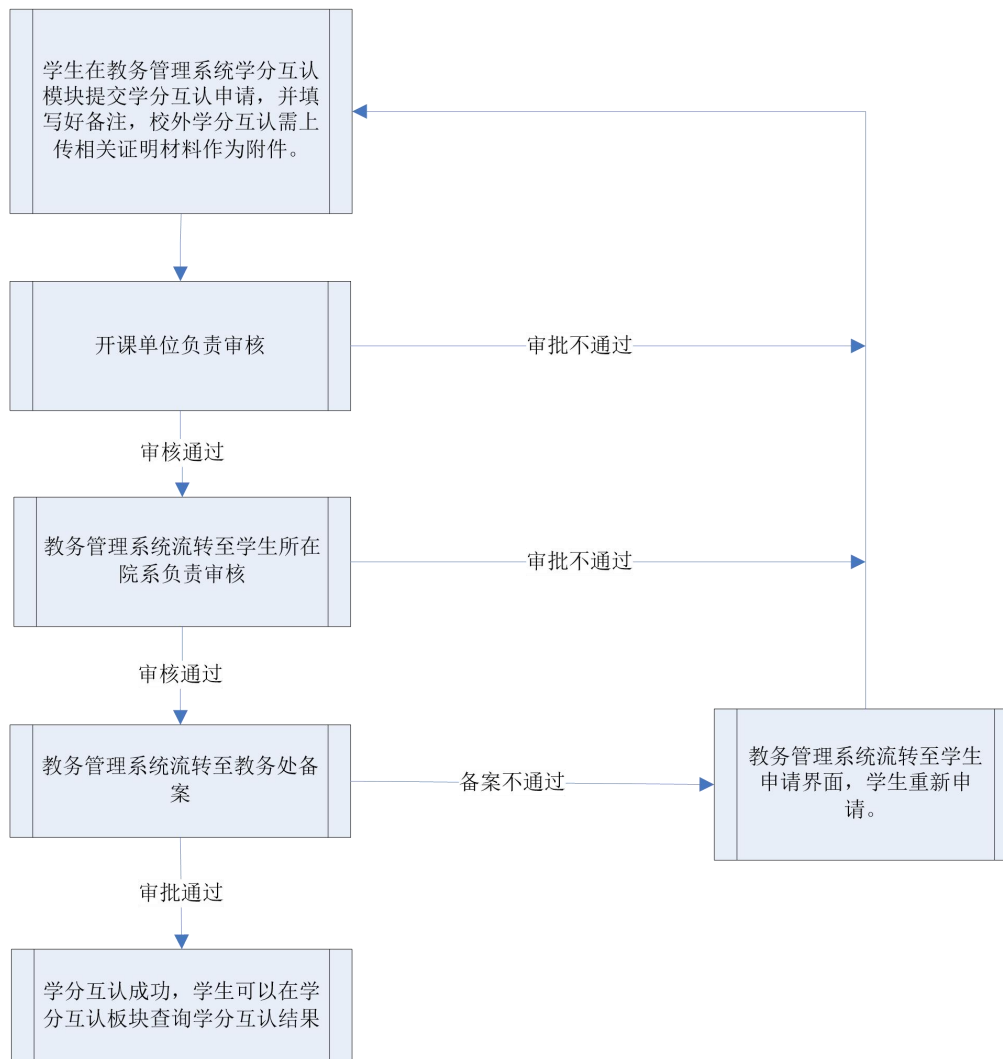 学生在教务管理系统学分互认
模块提交学分互认申请，并填
写好备注，校外学分互认需上
传相关证明材料作为附件。
开课单位负责审核
审批不通过
审核通过
教务管理系统流转至学生所在
院系负责审核
审批不通过
审核通过
教务管理系统流转至教务处备
案
备案不通过
教务管理系统流转至学生
申请界面，学生重新申
请。
审批通过
学分互认成功，学生可以在学
分互认板块查询学分互认结果